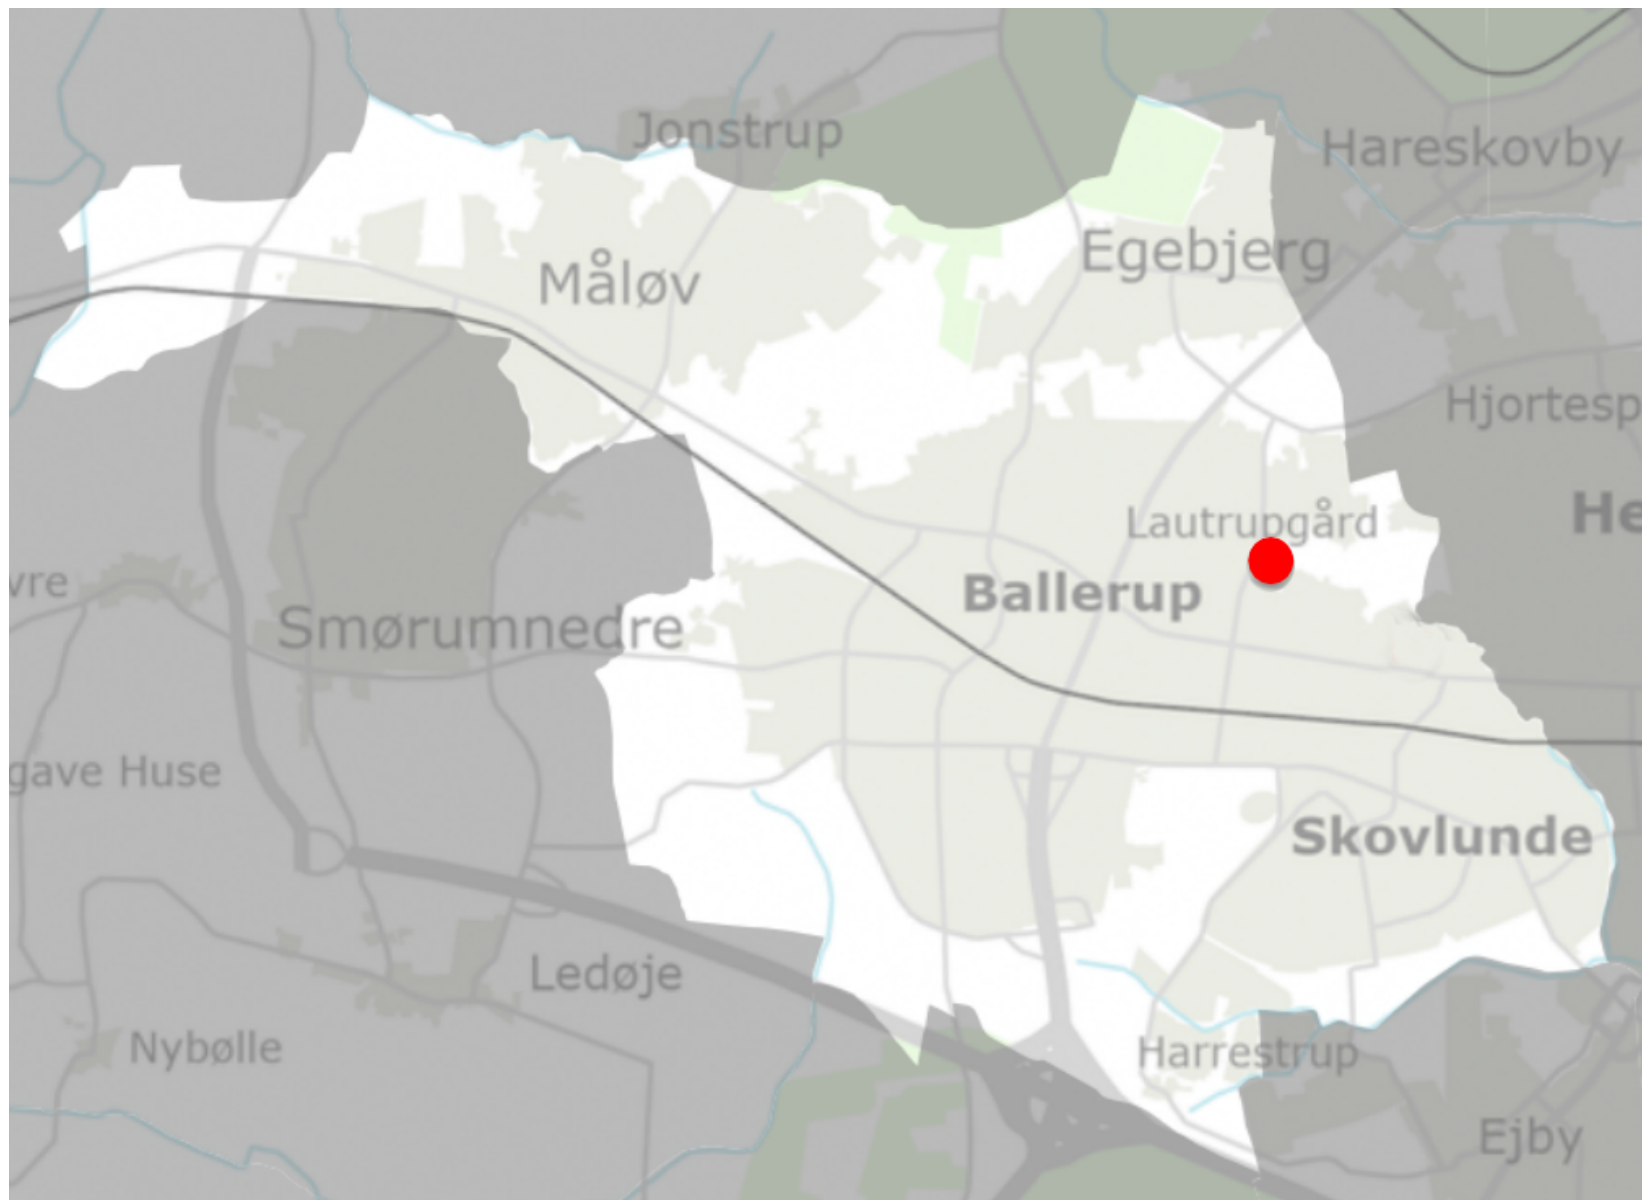 Jonstrup
Hareskovby
Måløv
Egebjerg
Hjortesp
Lautrupgård
He
vre
Ballerup
Smørumnedre
gave Huse
Skovlunde
Ledøje
Nybølle
Harrestrup
Ejby